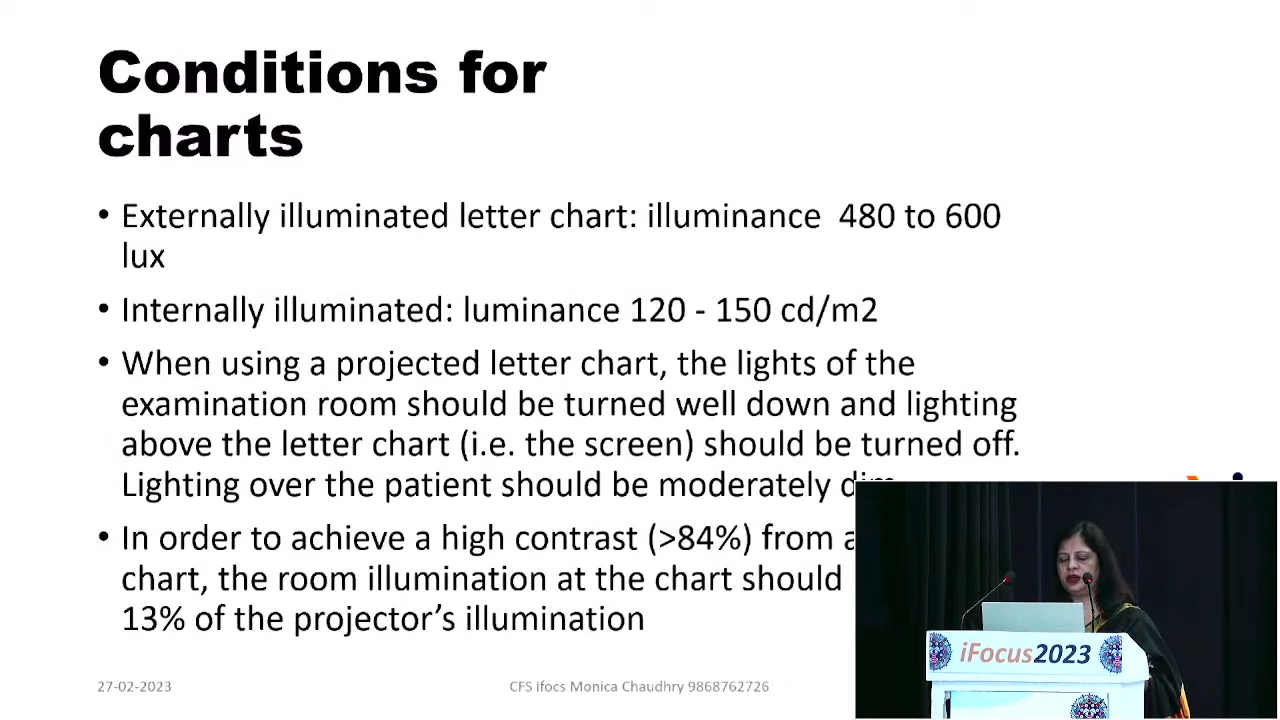 Conditions for
charts
• Externally illuminated letter chart: illuminance 480 to 600
lux
• Internally illuminated: luminance 120 - 150 cd/m2
• When using a projected letter chart, the lights of the
examination room should be turned well down and lighting
above the letter chart (i.e. the screen) should be turned off.
Lighting over the patient should be moderately dim
• In order to achieve a high contrast (>84%) from a
chart, the room illumination at the chart should
13% of the projector's illumination
iFocus2023
27-02-2023
CFS ifocs Monica Chaudhry 9868762726